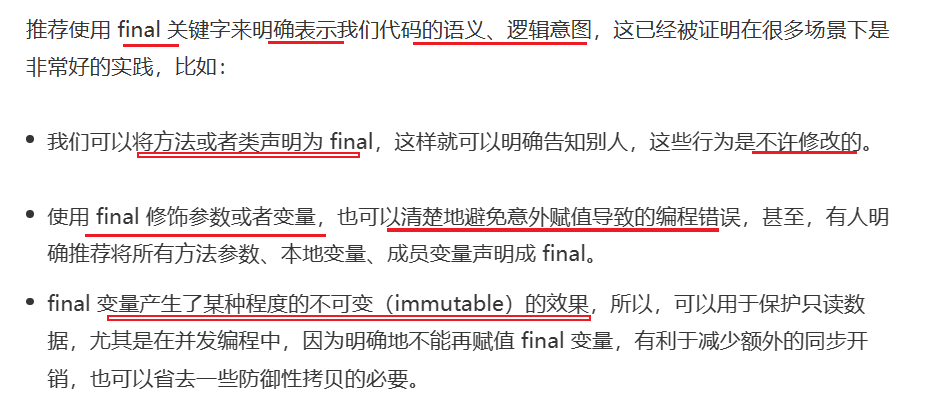 推荐使用 final 关键字来明确表示我们代码的语义、逻辑意图，这已经被证明在很多场景下是
非常好的实践，比如：
我们可以将方法或者类声明为 final，这样就可以明确告知别人，这些行为是不许修改的。
使用 final 修饰参数或者变量，也可以清楚地避免意外赋值导致的编程错误，甚至，有人明
确推荐将所有方法参数、本地变量、成员变量声明成 final。
final 变量产生了某种程度的不可变（immutable）的效果，所以，可以用于保护只读数
据，尤其是在并发编程中，因为明确地不能再赋值 final 变量，有利于减少额外的同步开
销，也可以省去一些防御性拷贝的必要。